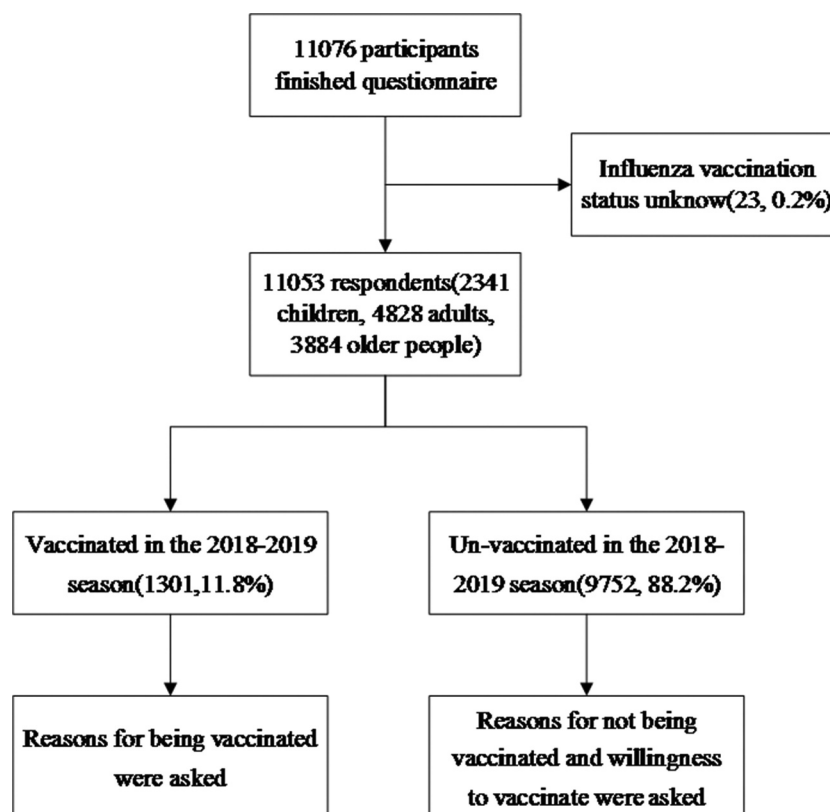 11076 participants
finished questionnaire
Influenza vaccination
status unknow(23, 0.2%)
11053 respondents(2341
children, 4828 adults,
3884 older people)
Vaccinated in the 2018-2019
season(1301,11.8%)
Un-vaccinated in the 2018-
2019 season(9752, 88.2%)
Reasons for being vaccinated
were asked
Reasons for not being
vaccinated and willingness
to vaccinate were asked